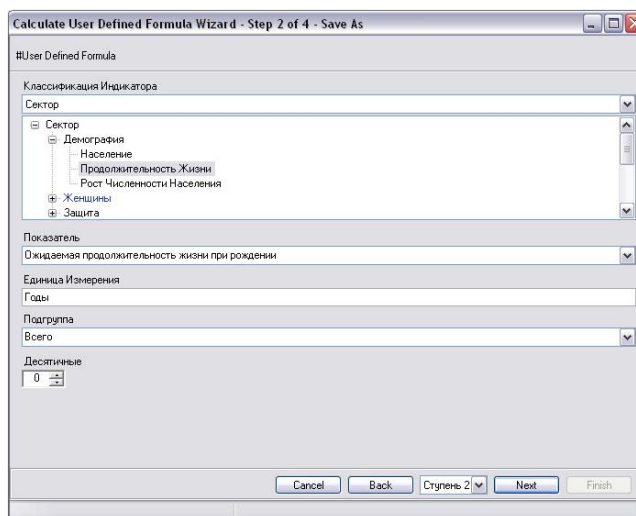 Calculate User Defined Formula Wizard - Step 2 of 4 - Save As
#User Defined Formula
Классификация Индикатора
Сектор
Сектор
Демография
Население
Продолжительность Жизни
Рост Численности Населения
Женщины
Защита
Показатель
Ожидаемая продолжительность жизни при рождении
Единица Измерения
Годы
Подгруппа
Всего
Десятичные
0
Cancel Back Ступень 2 Next Finish